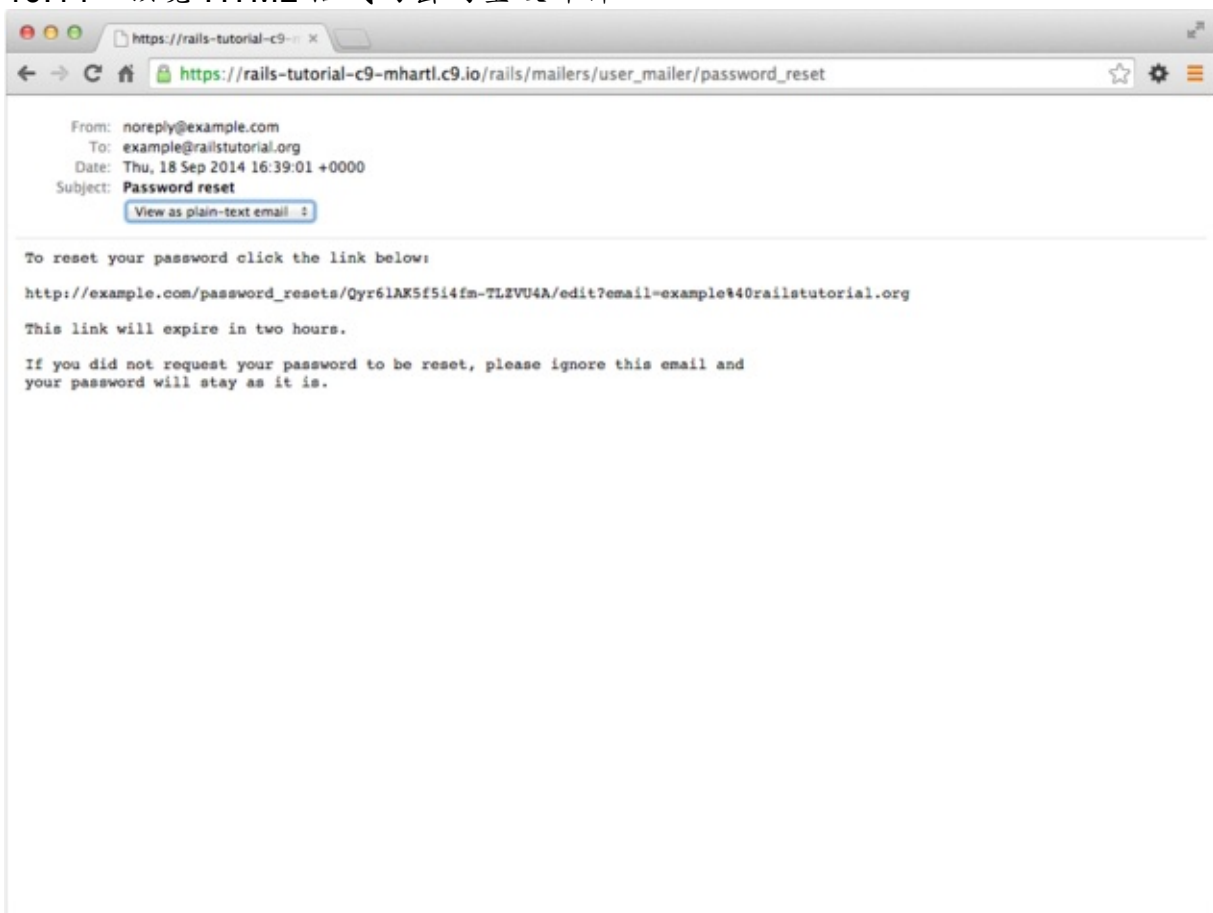 https://rails-tutorial-c9-m
https://rails-tutorial-c9-mhartl.c9.io/rails/mailers/user_mailer/password_reset
From: noreply@example.com
To: example@railstutorial.org
Date: Thu, 18 Sep 2014 16:39:01 +0000
Subject: Password reset
View as plain-text email
To reset your password click the link below:
http://example.com/password_resets/Qyr61AK5f5i4fm-TLZVU4A/edit?email=example%40railstutorial.org
This link will expire in two hours.
If you did not request your password to be reset, please ignore this email and
your password will stay as it is.